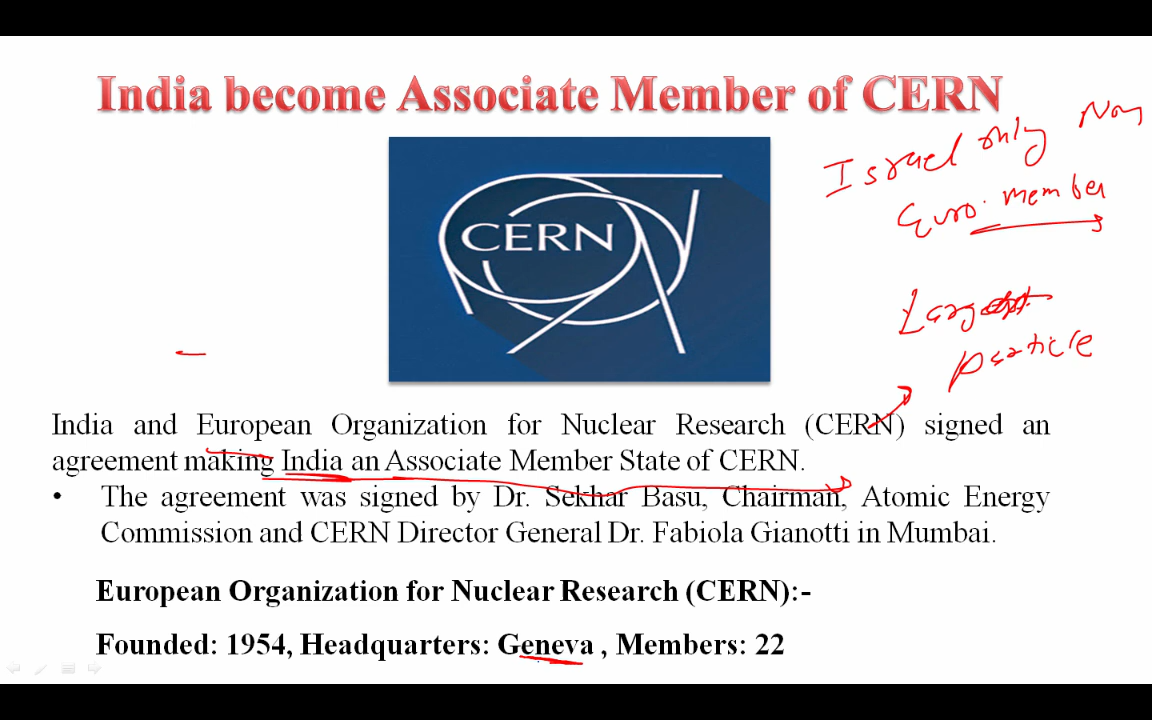 India become Associate Member of CERN
Israel only Non
Euro. member
CERN
Largest
particle
India and European Organization for Nuclear Research (CERN) signed an
agreement making India an Associate Member State of CERN.
• The agreement was signed by Dr. Sekhar Basu, Chairman, Atomic Energy
Commission and CERN Director General Dr. Fabiola Gianotti in Mumbai.
European Organization for Nuclear Research (CERN):-
Founded: 1954, Headquarters: Geneva , Members: 22